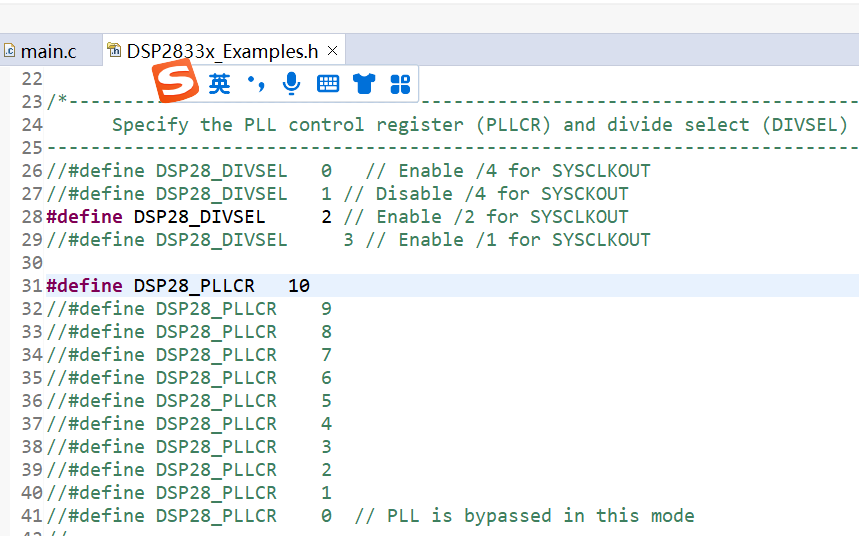 main.c DSP2833x_Examples.h
英
22
23 /*------------------------------------------------------------------
24 Specify the PLL control register (PLLCR) and divide select (DIVSEL)
25 --------------------------------------------------------------------
26 //#define DSP28_DIVSEL 0 // Enable /4 for SYSCLKOUT
27 //#define DSP28_DIVSEL 1 // Disable /4 for SYSCKOUT
28 #define DSP28_DIVSEL 2 // Enable /2 for SYSCLKOUT
29 //#define DSP28_DIVSEL 3 // Enable /1 for SYSCLKOUT
30
31 #define DSP28_PLLCR 10
32 //#define DSP28_PLLCR 9
33 //#define DSP28_PLLCR 8
34 //#define DSP28_PLLCR 7
35 //#define DSP28_PLLCR 6
36 //#define DSP28_PLLCR 5
37 //#define DSP28_PLLCR 4
38 //#define DSP28_PLLCR 3
39 //#define DSP28_PLLCR 2
40 //#define DSP28_PLLCR 1
41 //#define DSP28_PLLCR 0 // PLL is bypassed in this mode